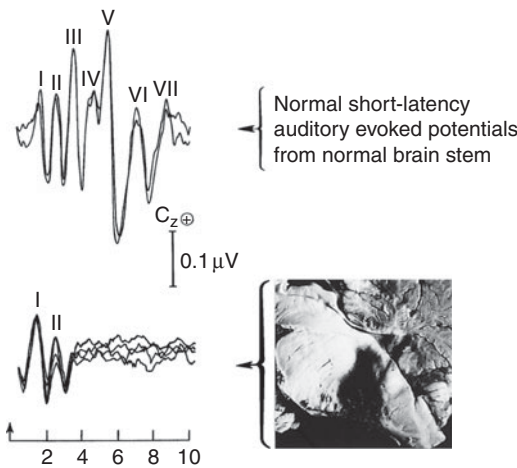 V
III
I II IV VI VII
Normal short-latency
auditory evoked potentials
from normal brain stem
Cz⊕
0.1 μV
I
II
2 4 6 8 10